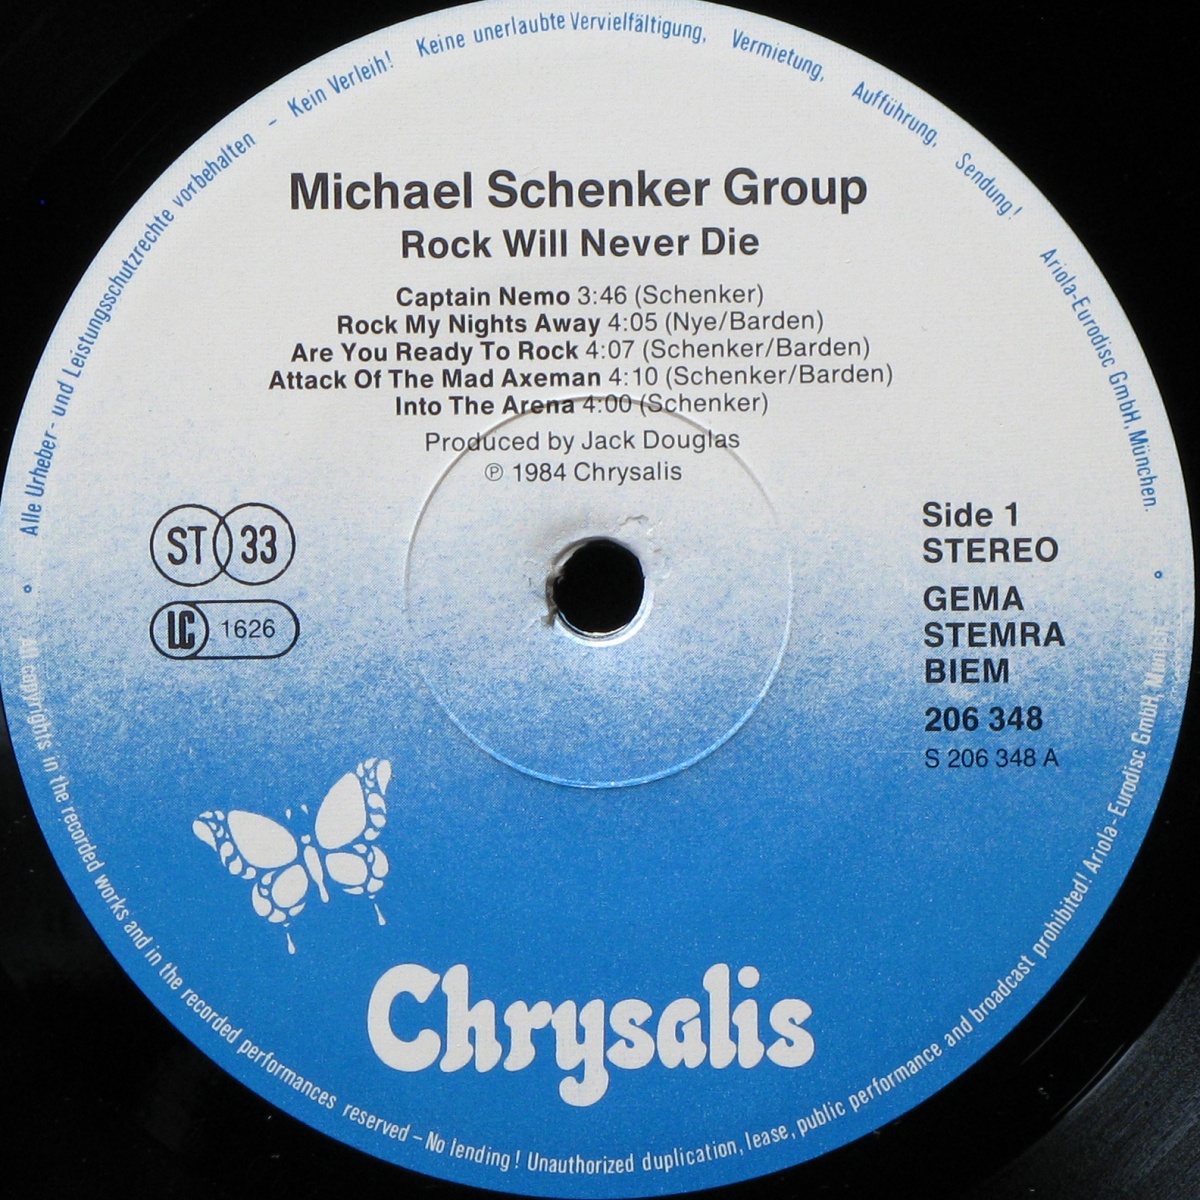 Alle Urheber- und Leistungsschutzrechte vorbehalten – Kein Verleih! Keine unerlaubte Vervielfältigung, Vermietung, Aufführung, Sendung! Ariola-Eurodisc GmbH, München.
Michael Schenker Group
Rock Will Never Die
Captain Nemo 3:46 (Schenker)
Rock My Nights Away 4:05 (Nye/Barden)
Are You Ready To Rock 4:07 (Schenker/Barden)
Attack Of The Mad Axeman 4:10 (Schenker/Barden)
Into The Arena 4:00 (Schenker)
Produced by Jack Douglas
℗ 1984 Chrysalis
ST 33
LC 1626
Side 1
STEREO
GEMA
STEMRA
BIEM
206 348
S 206 348 A
Chrysalis
All copyrights in the recorded works and in the recorded performances reserved – No lending! Unauthorized duplication, lease, public performance and broadcast prohibited! Ariola-Eurodisc GmbH,